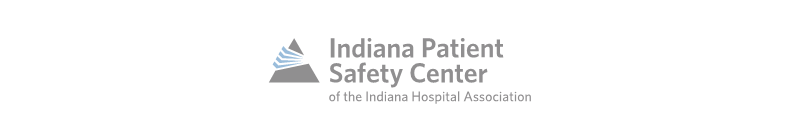 Indiana Patient
Safety Center
of the Indiana Hospital Association